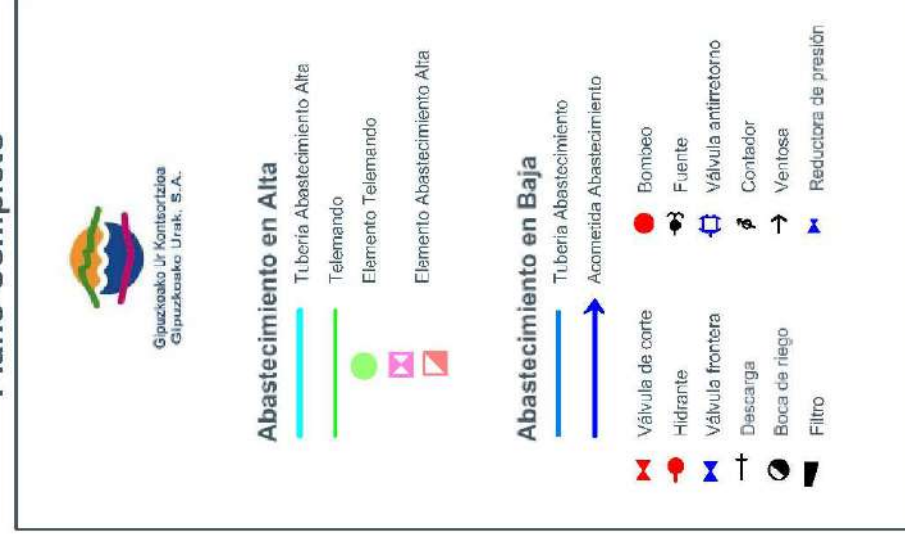 Gipuzkoako Ur Kontsortzioa
Gipuzkoako Urak, S.A.
Abastecimiento en Alta
Tubería Abastecimiento Alta
Telemando
Elemento Telemando
Elemento Abastecimiento Alta
Abastecimiento en Baja
Tubería Abastecimiento
Acometida Abastecimiento
Válvula de corte
Hidrante
Válvula frontera
Descarga
Boca de riego
Filtro
Bombeo
Fuente
Válvula antirretorno
Contador
Ventosa
Reductora de presión